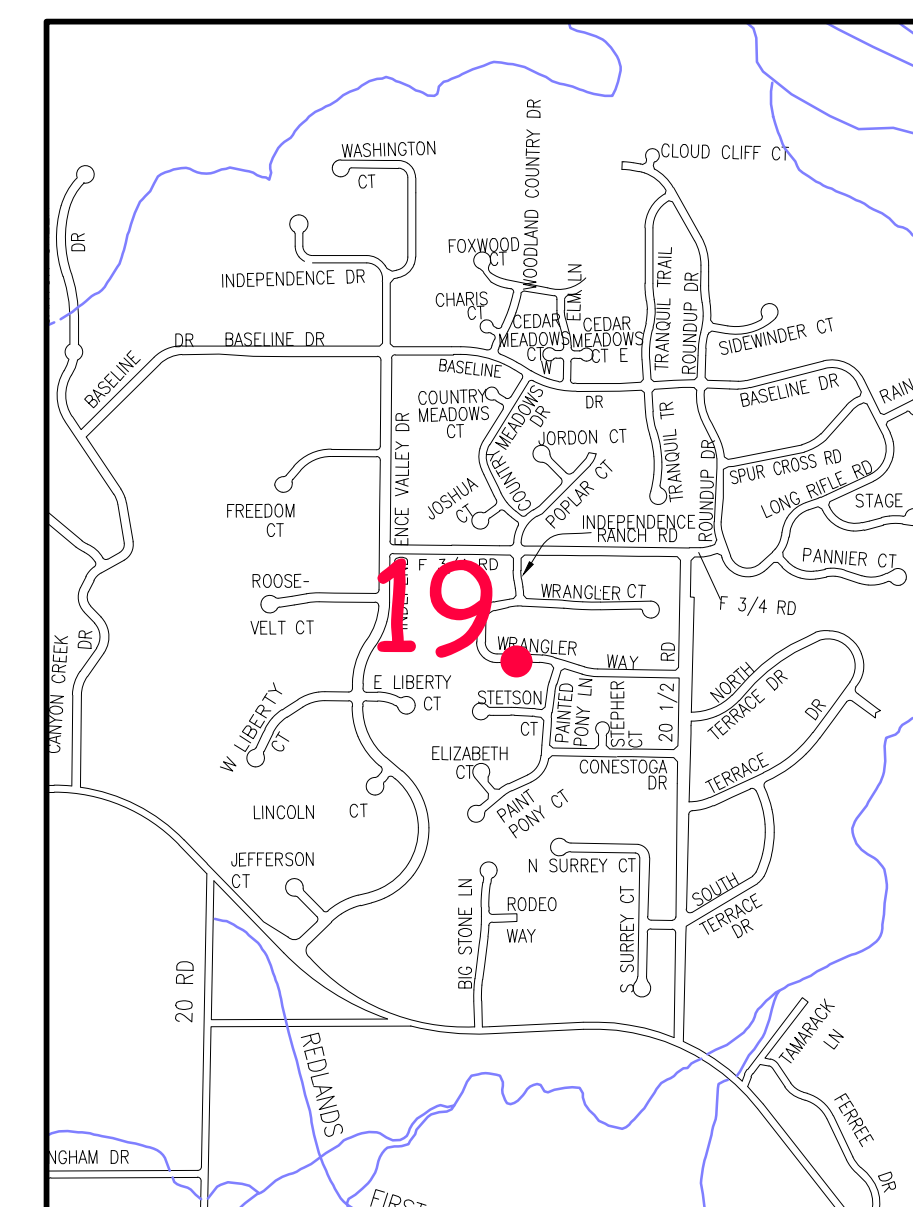 WASHINGTON
CT
CLOUD CLIFF CT
WOODLAND COUNTRY DR
DR
FOXWOOD
CT
INDEPENDENCE DR
ELM LN
TRANQUIL TRAIL
ROUNDUP DR
CHARIS
CT
CEDAR
MEADOWS
CT
W
CEDAR
MEADOWS
CT E
SIDEWINDER CT
DR
BASELINE DR
BASELINE
BASELINE
DR
BASELINE DR
RAIN
COUNTRY
MEADOWS
CT
COUNTRY MEADOWS
DR
JORDON CT
TRANQUIL TR
ROUNDUP DR
SPUR CROSS RD
LONG RIFLE RD
STAGE
JOSHUA
CT
POPLAR CT
FREEDOM
CT
INDEPENDENCE VALLEY DR
INDEPENDENCE
RANCH RD
F 3/4 RD
PANNIER CT
ROOSE-
VELT CT
WRANGLER CT
F 3/4 RD
19
WRANGLER
WAY
CANYON CREEK
DR
E LIBERTY
CT
STETSON
CT
PAINTED
PONY LN
STEPHER
CT
20 1/2
RD
NORTH
TERRACE DR
W LIBERTY
CT
ELIZABETH
CT
CONESTOGA
DR
TERRACE
DR
LINCOLN CT
PAINT
PONY CT
JEFFERSON
CT
N SURREY CT
BIG STONE LN
RODEO
WAY
S SURREY CT
SOUTH
TERRACE
DR
20 RD
REDLANDS
TAMARACK
LN
FERREE
DR
NGHAM DR
FIRST